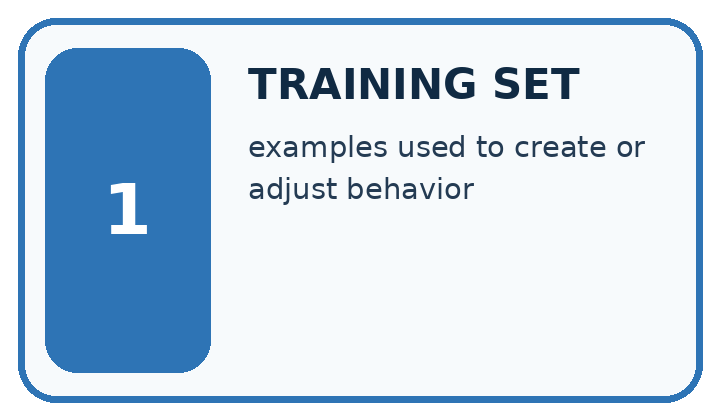 1
TRAINING SET
examples used to create or
adjust behavior